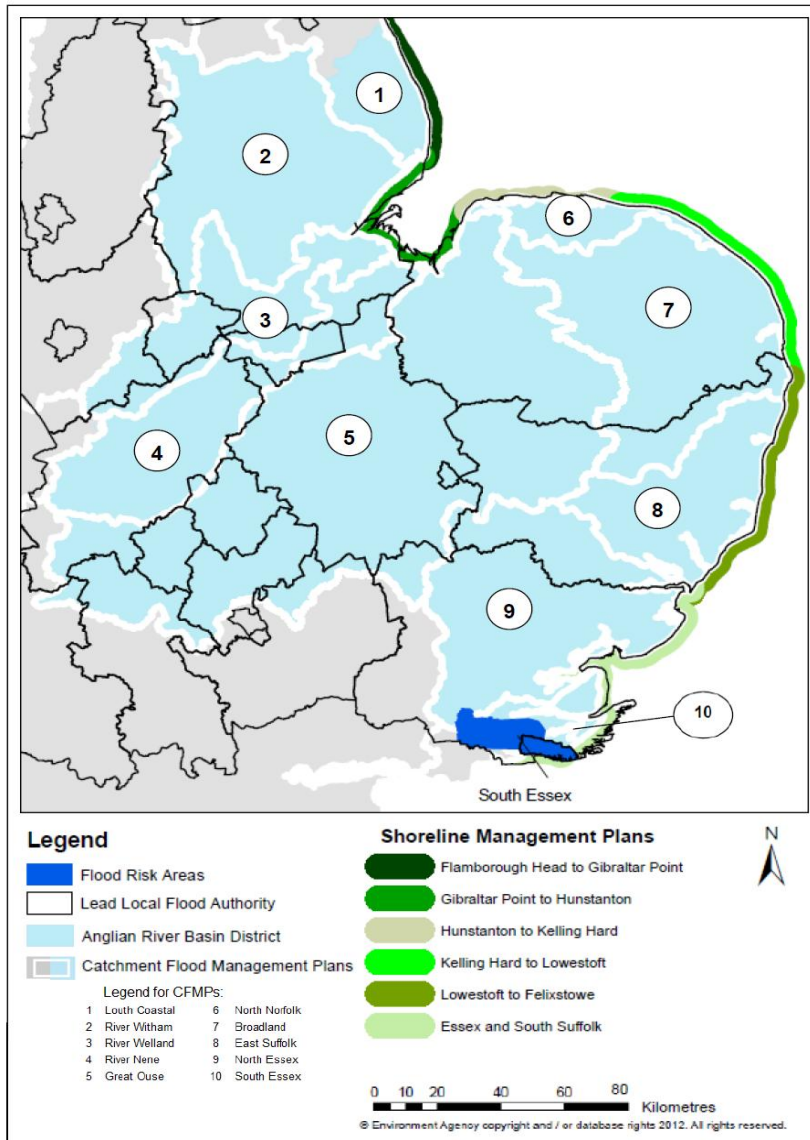 1
2
6
3
7
4
5
8
9
10
South Essex
Legend
Flood Risk Areas
Lead Local Flood Authority
Anglian River Basin District
Catchment Flood Management Plans
Legend for CFMPs:
1 Louth Coastal 6 North Norfolk
2 River Witham 7 Broadland
3 River Welland 8 East Suffolk
4 River Nene 9 North Essex
5 Great Ouse 10 South Essex
Shoreline Management Plans
Flamborough Head to Gibraltar Point
Gibraltar Point to Hunstanton
Hunstanton to Kelling Hard
Kelling Hard to Lowestoft
Lowestoft to Felixstowe
Essex and South Suffolk
N
0 10 20 40 60 80
Kilometres
© Environment Agency copyright and / or database rights 2012. All rights reserved.